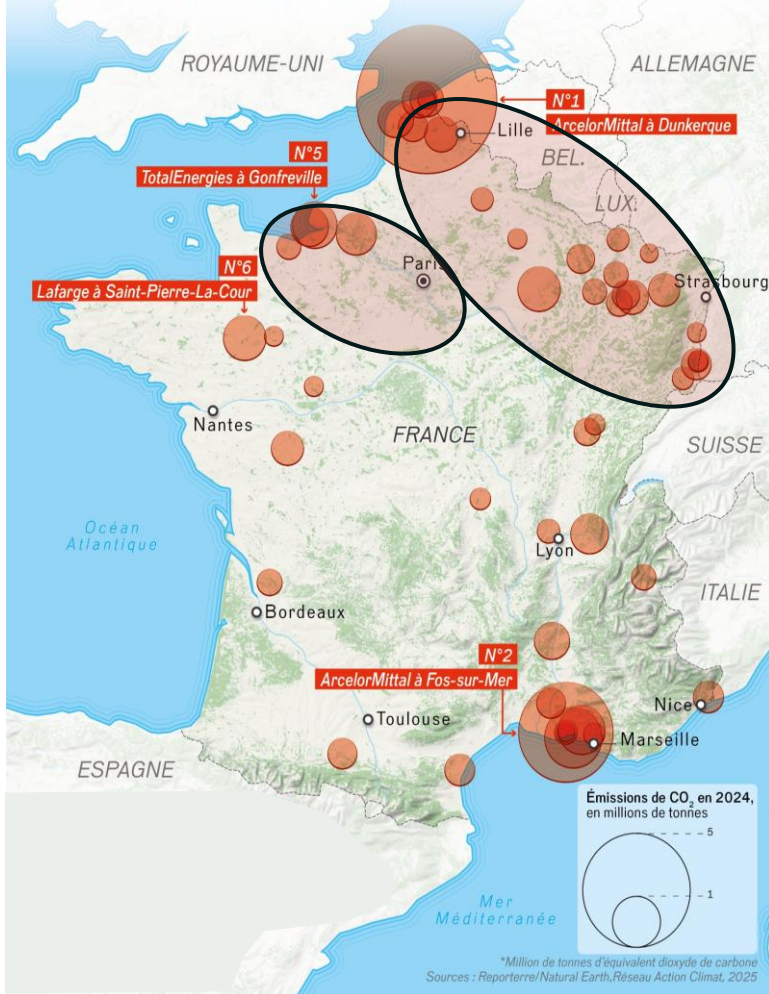 ROYAUME-UNI
ALLEMAGNE
N°1
ArcelorMittal à Dunkerque
Lille
BEL.
N°5
TotalEnergies à Gonfreville
LUX.
N°6
Lafarge à Saint-Pierre-La-Cour
Paris
Strasbourg
Nantes
FRANCE
SUISSE
Océan
Atlantique
Lyon
ITALIE
Bordeaux
N°2
ArcelorMittal à Fos-sur-Mer
Nice
Toulouse
Marseille
ESPAGNE
Émissions de CO₂ en 2024,
en millions de tonnes
5
1
Mer
Méditerranée
*Million de tonnes d'équivalent dioxyde de carbone
Sources : Reporterre/Natural Earth,Réseau Action Climat, 2025